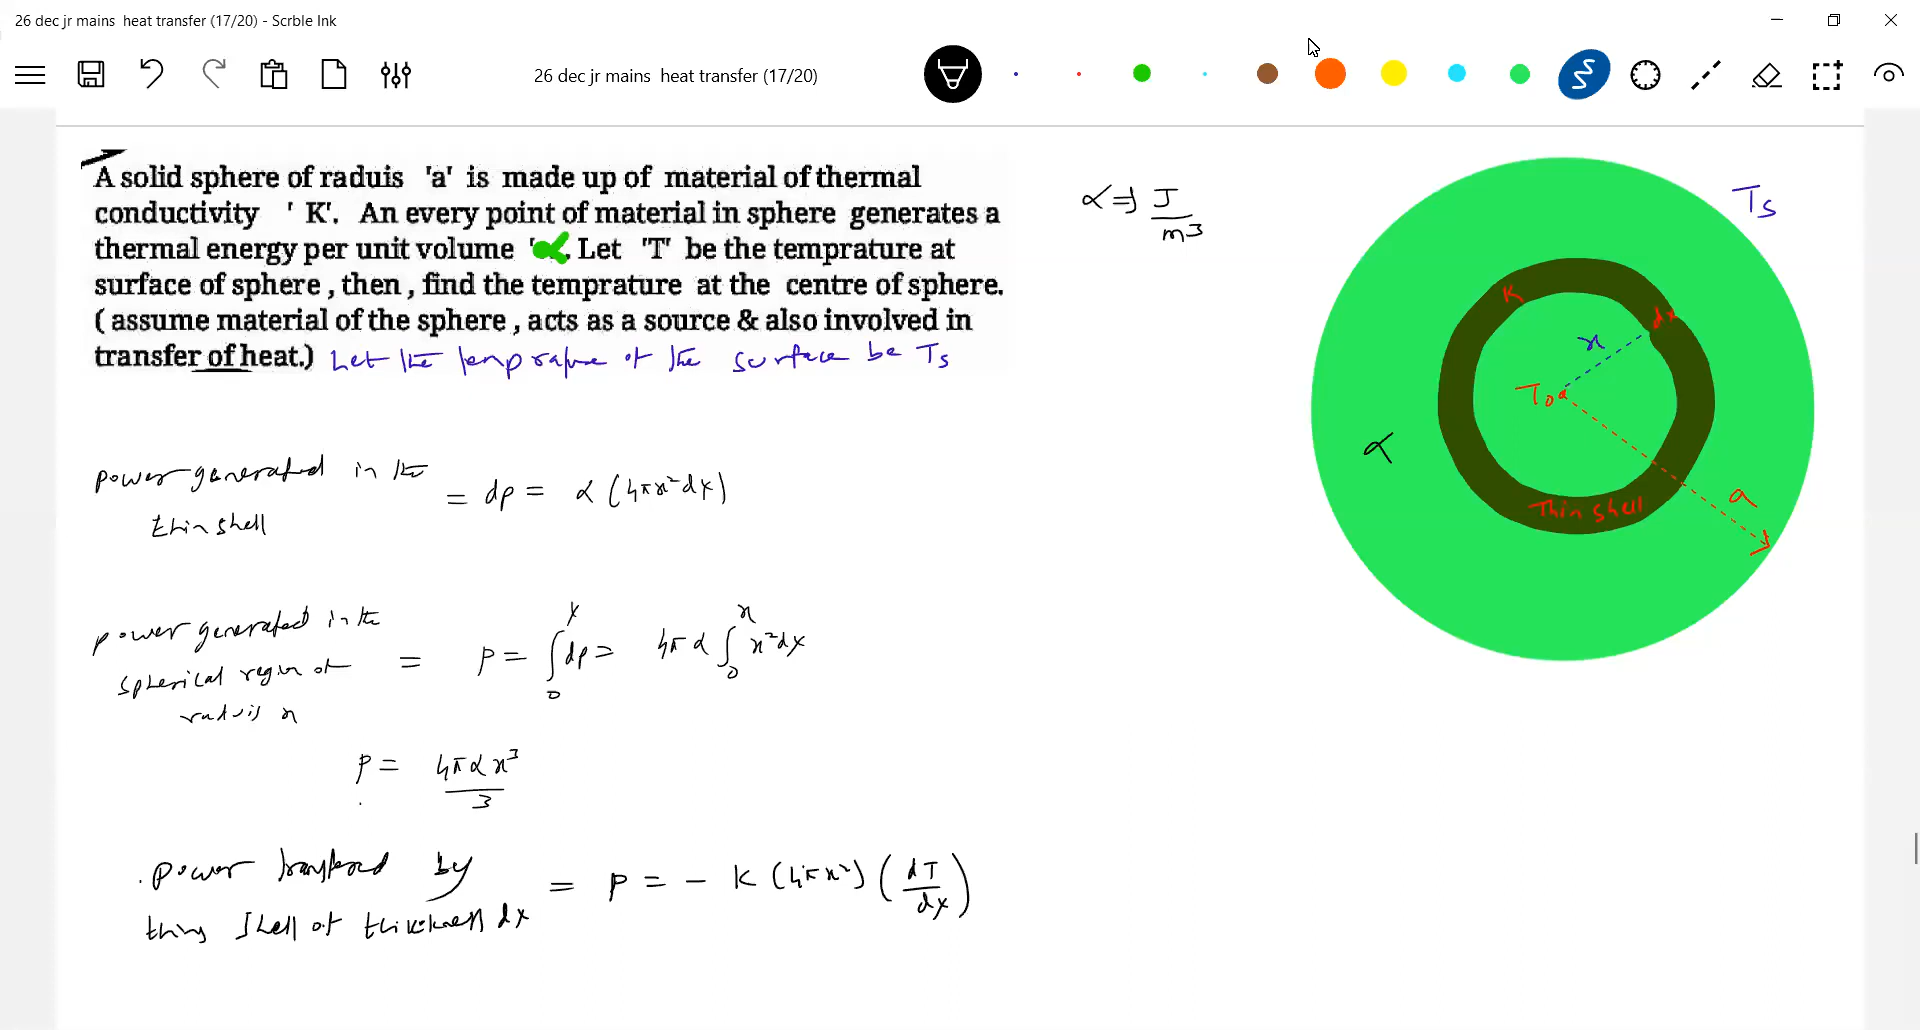 26 dec jr mains heat transfer (17/20) - Scrble Ink
26 dec jr mains heat transfer (17/20)
A solid sphere of raduis 'a' is made up of material of thermal
conductivity ' K'. An every point of material in sphere generates a
thermal energy per unit volume 'α. Let 'T' be the temprature at
surface of sphere , then , find the temprature at the centre of sphere.
( assume material of the sphere , acts as a source & also involved in
transfer of heat.) Let the temprature of the surface be Ts
α ⇒ J/m³
Ts
K
dx
x
T0
α
a
Thin shell
power generated in the
thin shell
= dp = α (4πx²dx)
power generated in the
spherical region of
raduis x
= P = ∫₀ˣ dp = 4πα ∫₀ˣ x²dx
P = 4παx³/3
power transfered by
thing shell of thickness dx
= P = - K (4πx²) (dT/dx)